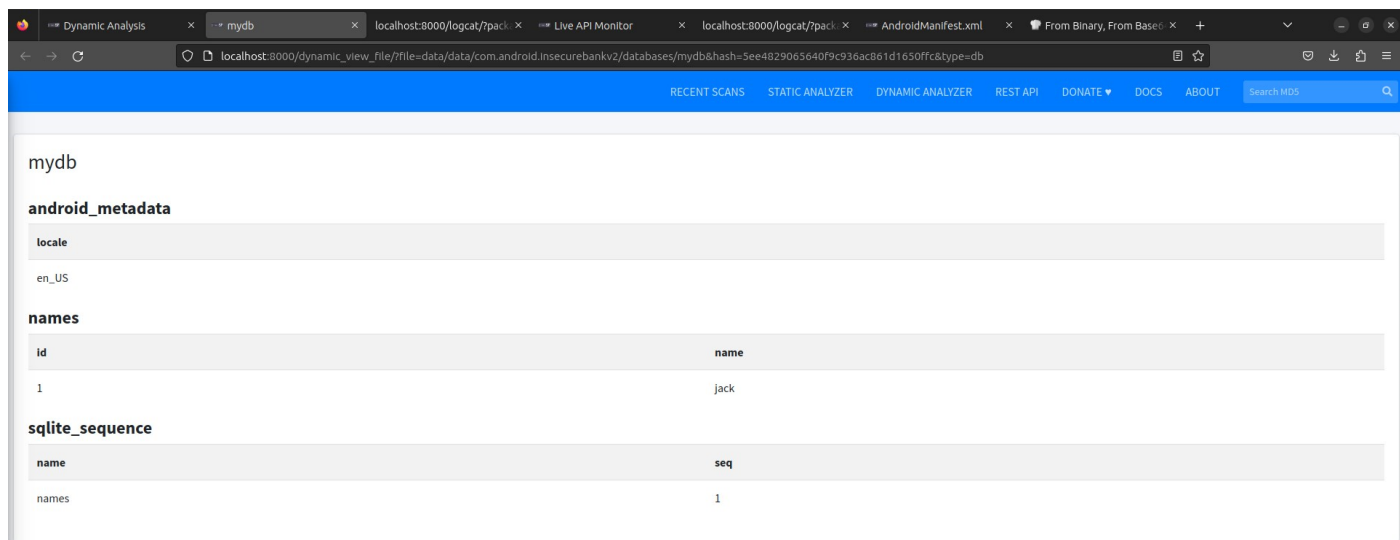 Dynamic Analysis
mydb
localhost:8000/logcat/?packa
Live API Monitor
localhost:8000/logcat/?packa
AndroidManifest.xml
From Binary, From Base6
localhost:8000/dynamic_view_file/?file=data/data/com.android.insecurebankv2/databases/mydb&hash=5ee4829065640f9c936ac861d1650ffc&type=db
RECENT SCANS STATIC ANALYZER DYNAMIC ANALYZER REST API DONATE ♥ DOCS ABOUT Search MD5
mydb
android_metadata
locale
en_US
names
id name
1 jack
sqlite_sequence
name seq
names 1